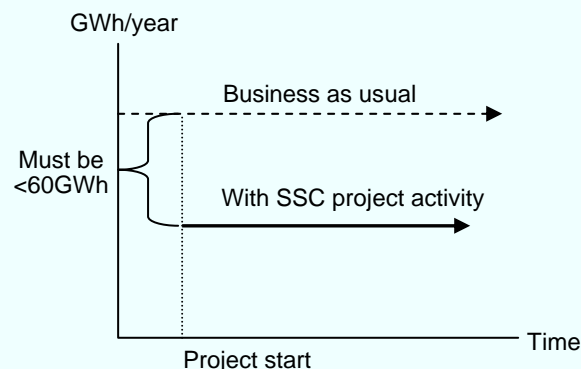 GWh/year
Business as usual
Must be
<60GWh
With SSC project activity
Time
Project start